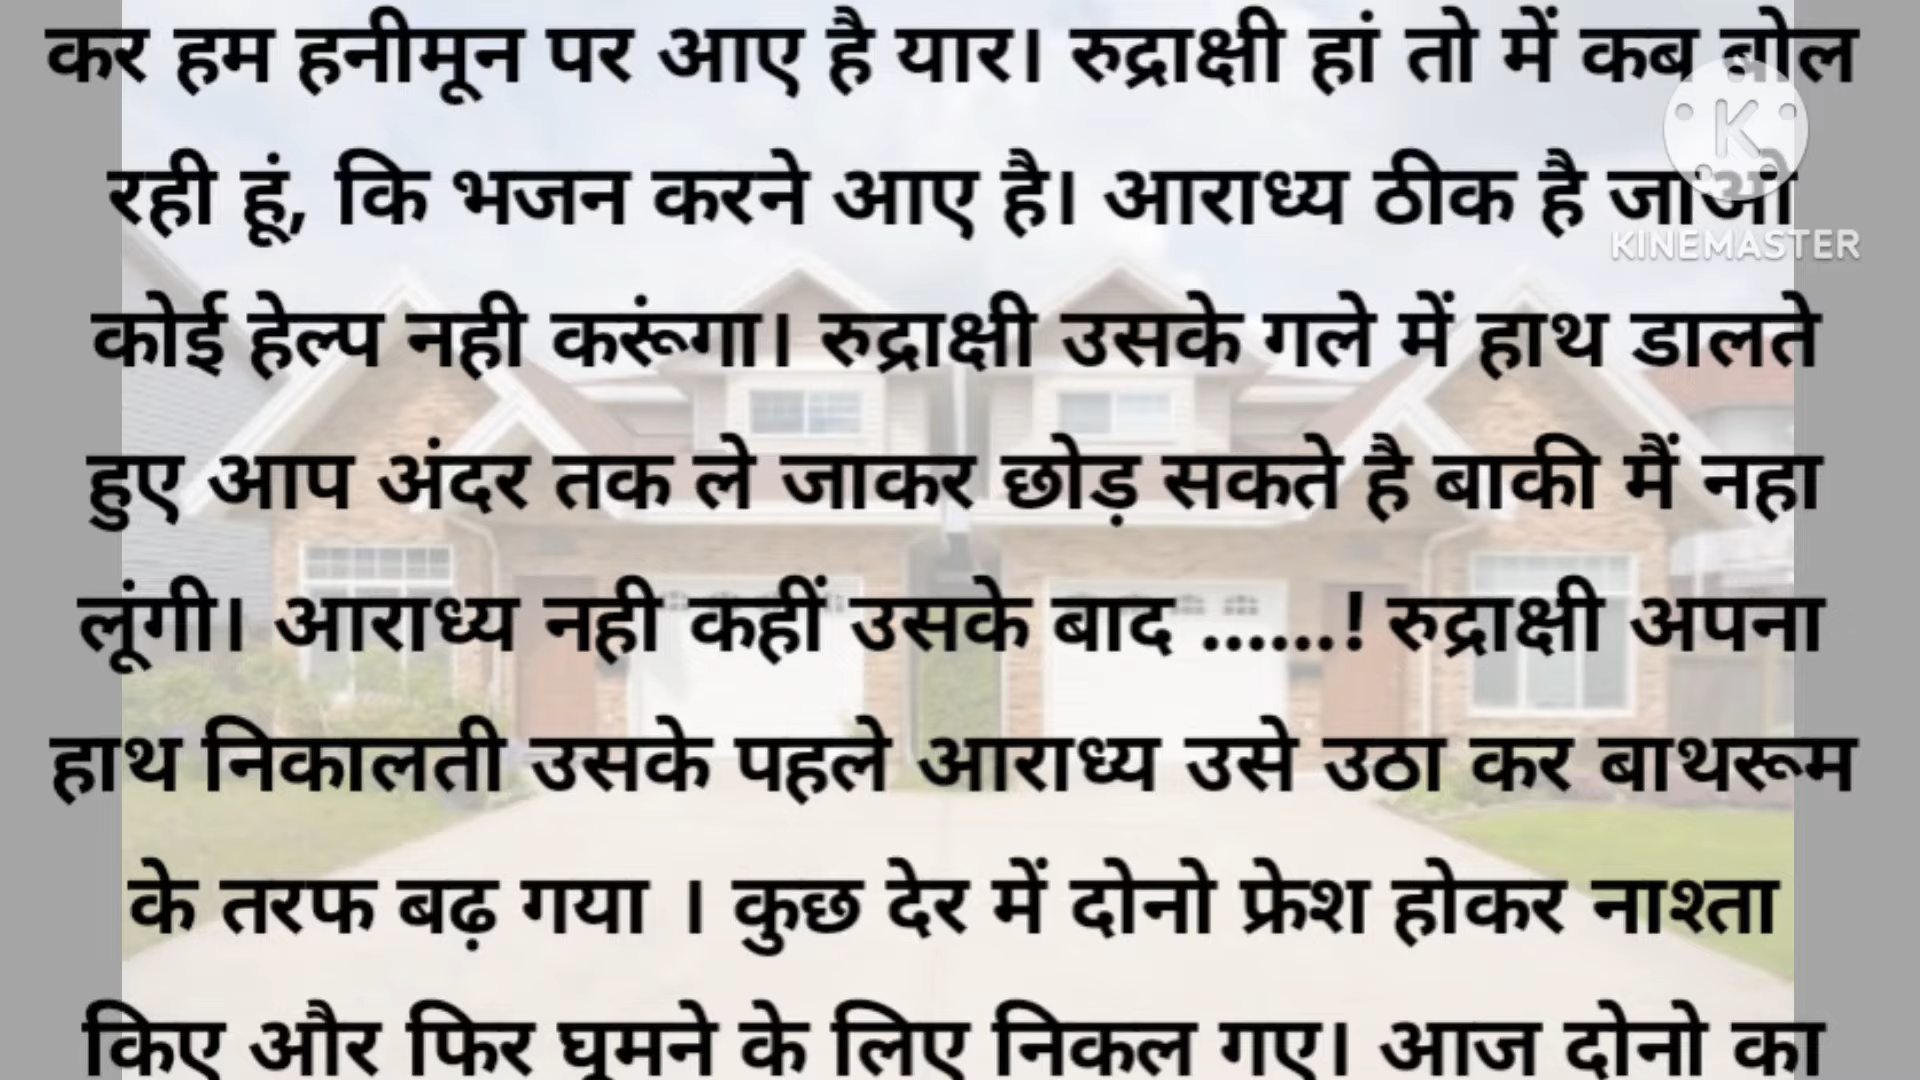 कर हम हनीमून पर आए है यार। रुद्राक्षी हां तो में कब बोल
रही हूं, कि भजन करने आए है। आराध्य ठीक है जाओ
KINEMASTER
कोई हेल्प नही करूंगा। रुद्राक्षी उसके गले में हाथ डालते
हुए आप अंदर तक ले जाकर छोड़ सकते है बाकी मैं नहा
लूंगी। आराध्य नही कहीं उसके बाद ......! रुद्राक्षी अपना
हाथ निकालती उसके पहले आराध्य उसे उठा कर बाथरूम
के तरफ बढ़ गया । कुछ देर में दोनो फ्रेश होकर नाश्ता
किए और फिर घूमने के लिए निकल गए। आज दोनो का